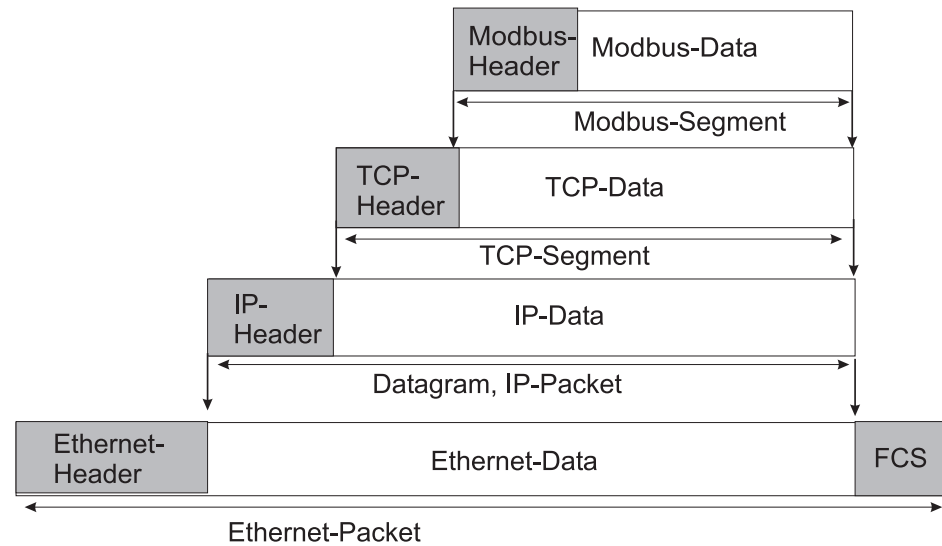 Modbus-
Header
Modbus-Data
Modbus-Segment
TCP-
Header
TCP-Data
TCP-Segment
IP-
Header
IP-Data
Datagram, IP-Packet
Ethernet-
Header
Ethernet-Data
FCS
Ethernet-Packet